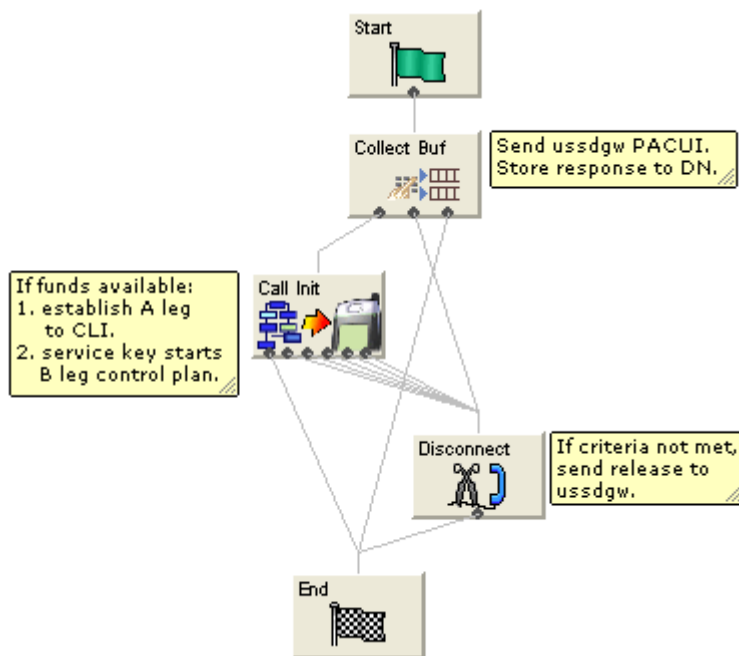 Start
Collect Buf
Send ussdgw PACUI.
Store response to DN.
If funds available:
1. establish A leg
to CLI.
2. service key starts
B leg control plan.
Call Init
Disconnect
If criteria not met,
send release to
ussdgw.
End